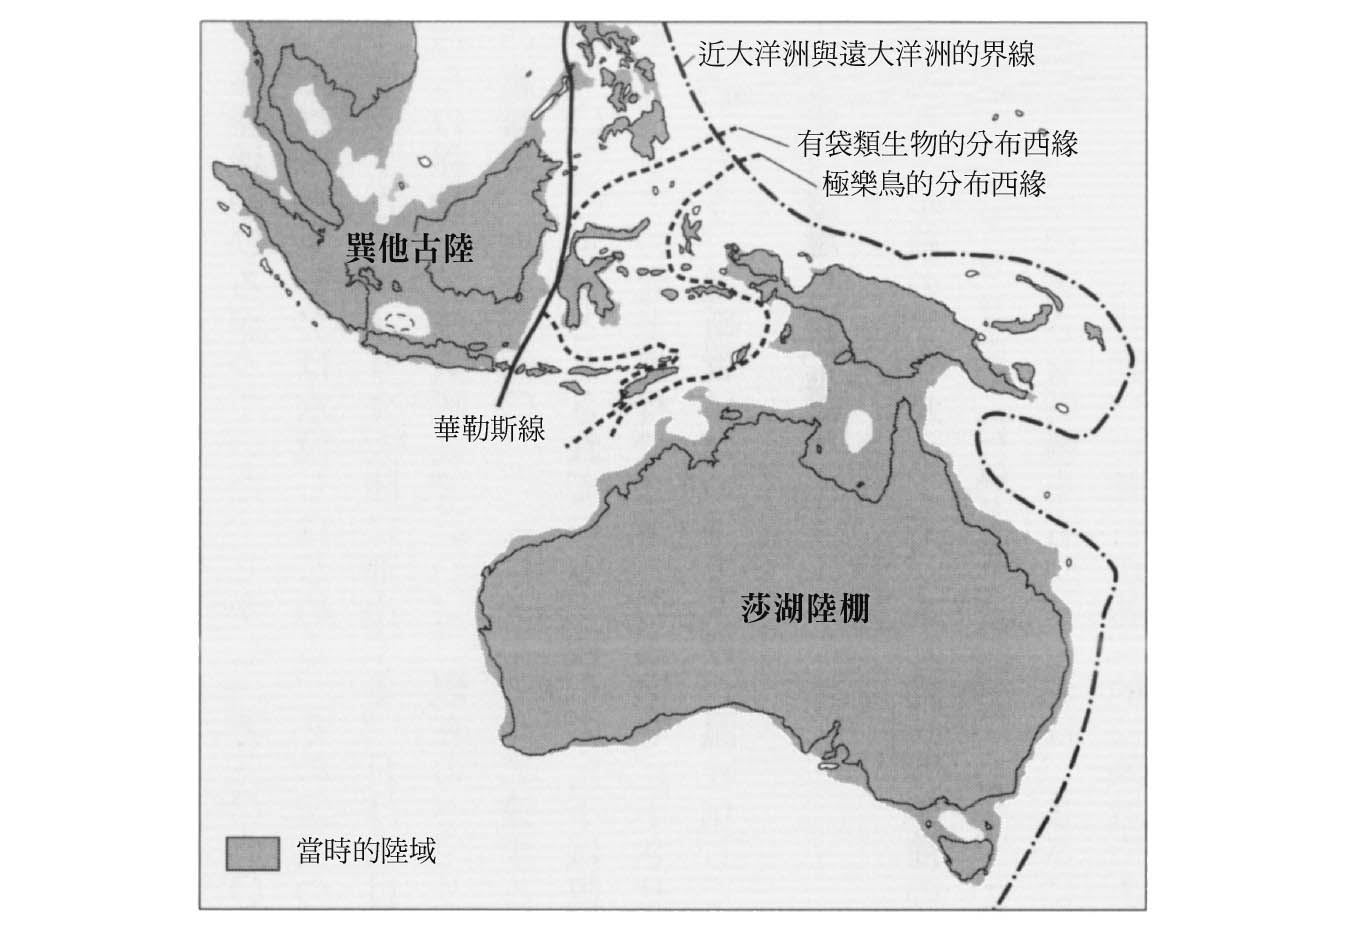 近大洋洲與遠大洋洲的界線
有袋類生物的分布西緣
極樂鳥的分布西緣
巽他古陸
華勒斯線
莎湖陸棚
當時的陸域